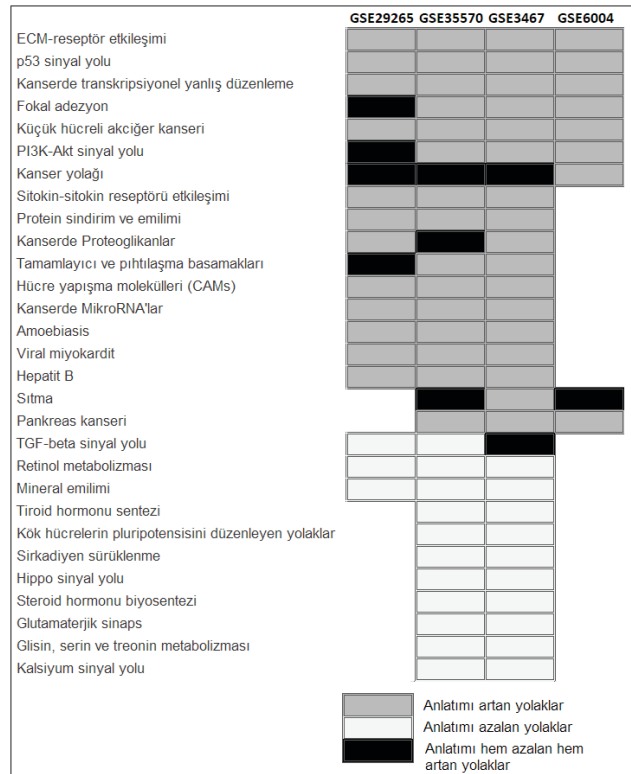 GSE29265 GSE35570 GSE3467 GSE6004
ECM-reseptör etkileşimi
p53 sinyal yolu
Kanserde transkripsiyonel yanlış düzenleme
Fokal adezyon
Küçük hücreli akciğer kanseri
PI3K-Akt sinyal yolu
Kanser yolağı
Sitokin-sitokin reseptörü etkileşimi
Protein sindirim ve emilimi
Kanserde Proteoglikanlar
Tamamlayıcı ve pıhtılaşma basamakları
Hücre yapışma molekülleri (CAMs)
Kanserde MikroRNA'lar
Amoebiasis
Viral miyokardit
Hepatit B
Sıtma
Pankreas kanseri
TGF-beta sinyal yolu
Retinol metabolizması
Mineral emilimi
Tiroid hormonu sentezi
Kök hücrelerin pluripotensisini düzenleyen yolaklar
Sirkadiyen sürüklenme
Hippo sinyal yolu
Steroid hormonu biyosentezi
Glutamaterjik sinaps
Glisin, serin ve treonin metabolizması
Kalsiyum sinyal yolu
Anlatımı artan yolaklar
Anlatımı azalan yolaklar
Anlatımı hem azalan hem
artan yolaklar